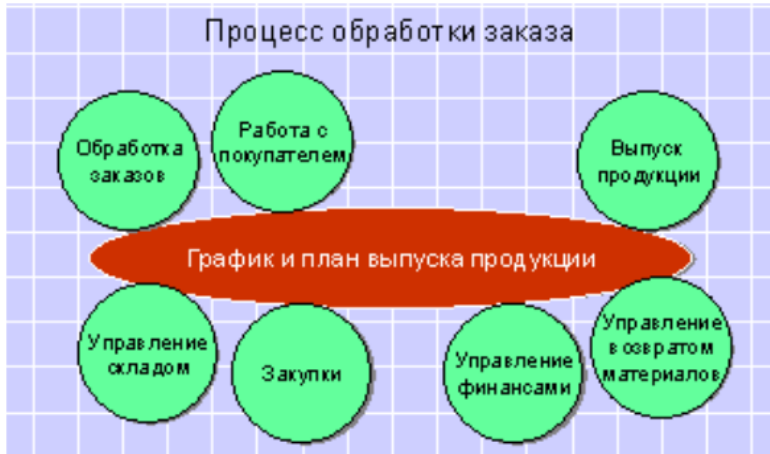 Процесс обработки заказа
Обработка
заказов
Работа с
покупателем
Выпуск
продукции
График и план выпуска продукции
Управление
складом
Закупки
Управление
финансами
Управление
возвратом
материалов